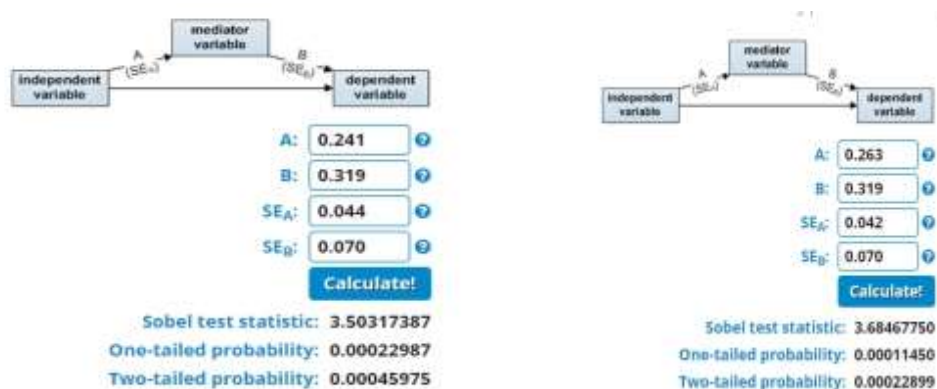 mediator
variable
A
(SEA)
B
(SEB)
independent
variable
dependent
variable
A: 0.241
B: 0.319
SEA: 0.044
SEB: 0.070
Calculate!
Sobel test statistic: 3.50317387
One-tailed probability: 0.00022987
Two-tailed probability: 0.00045975
mediator
variable
A
(SEA)
B
(SEB)
independent
variable
dependent
variable
A: 0.263
B: 0.319
SEA: 0.042
SEB: 0.070
Calculate!
Sobel test statistic: 3.68467750
One-tailed probability: 0.00011450
Two-tailed probability: 0.00022899